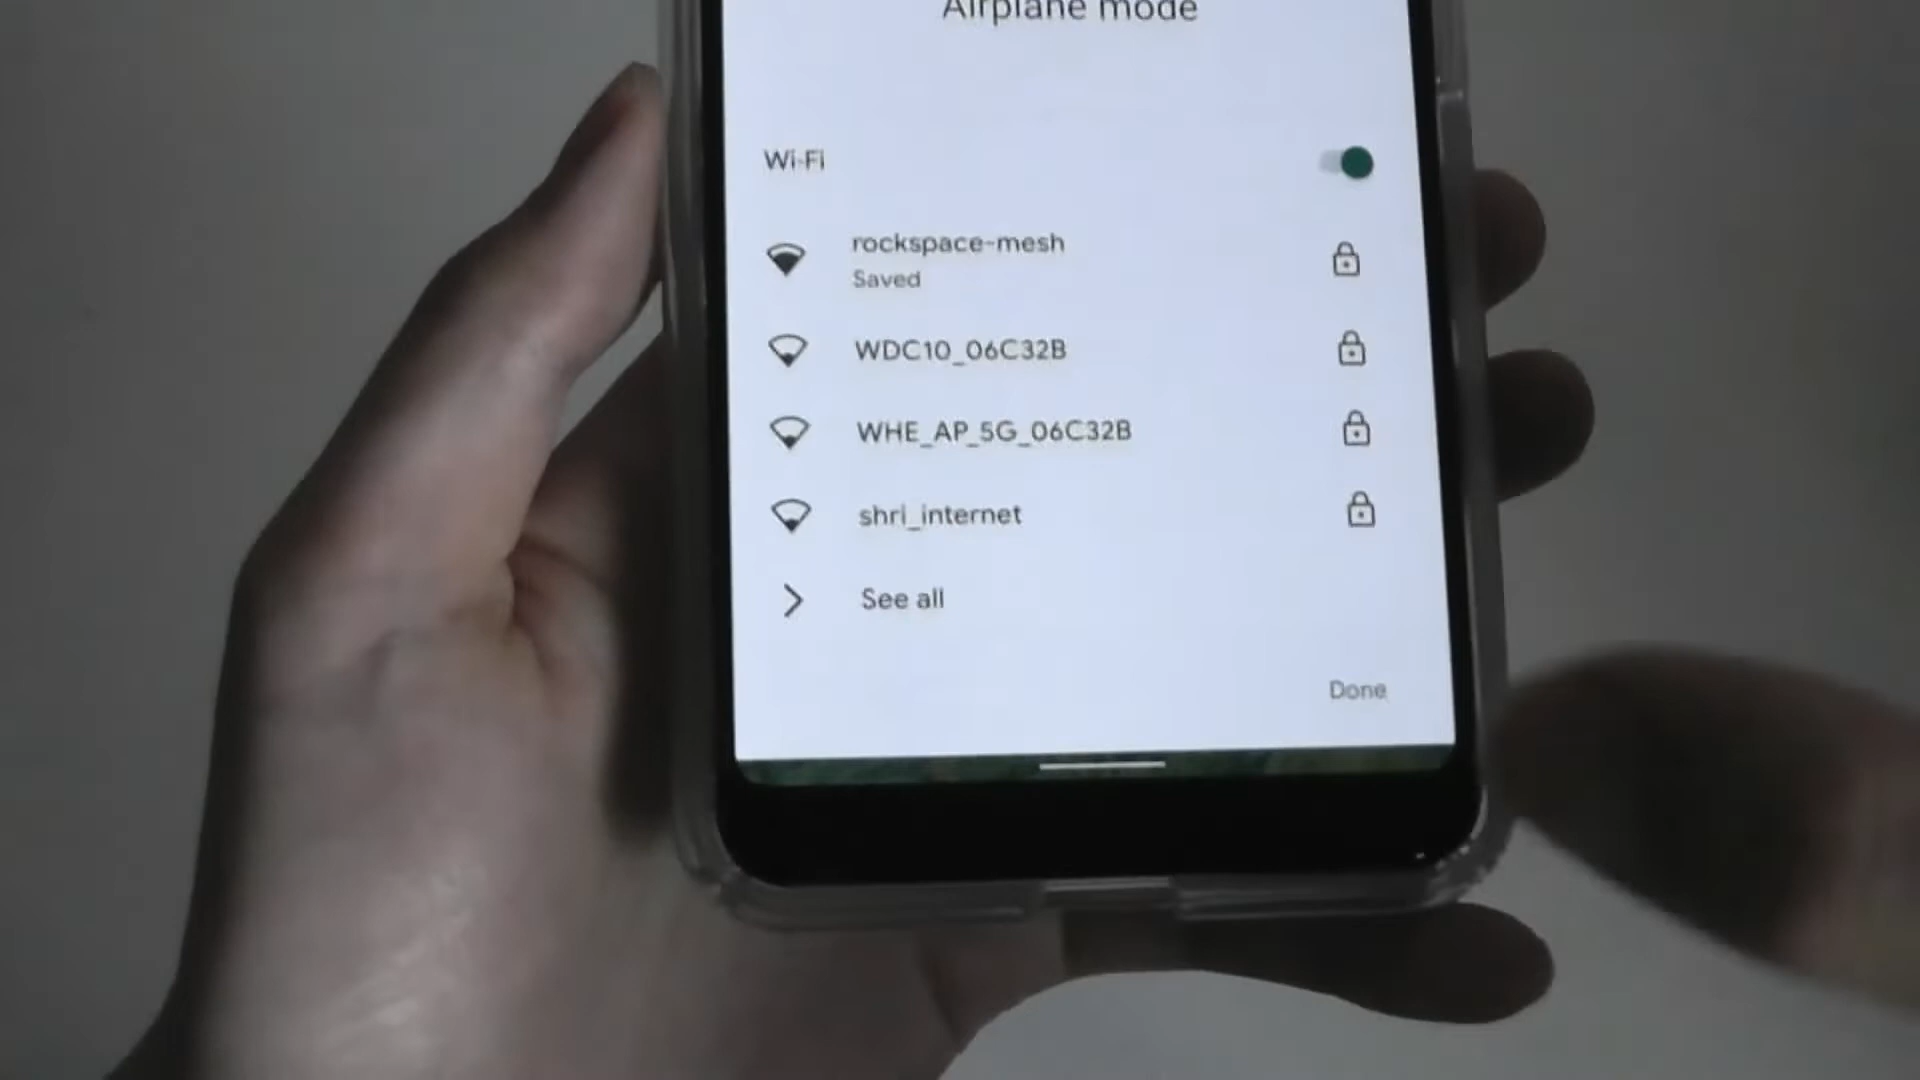 Airplane mode
Wi-Fi
rockspace-mesh
Saved
WDC10_06C32B
WHE_AP_5G_06C32B
shri_internet
See all
Done